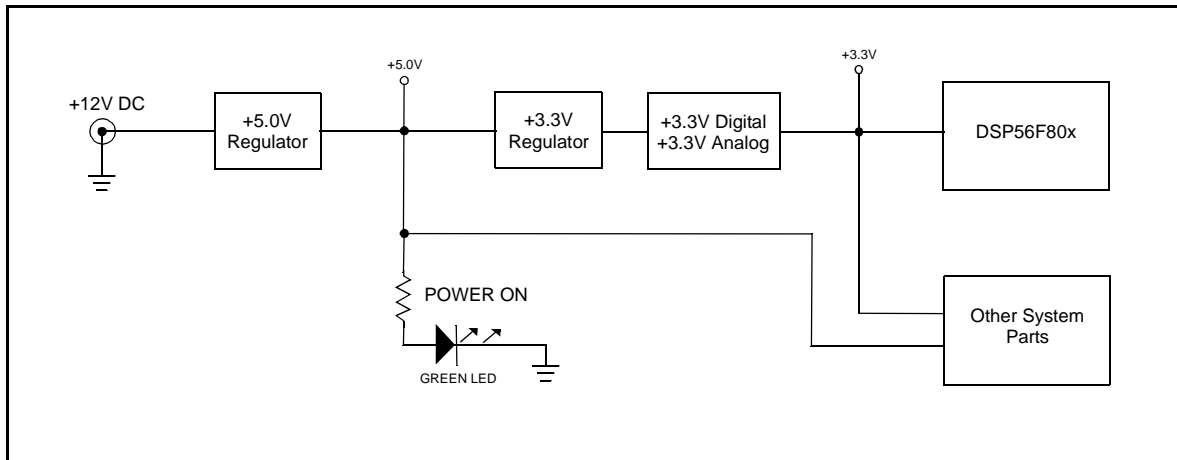 +5.0V
+3.3V
+12V DC
+5.0V
Regulator
+3.3V
Regulator
+3.3V Digital
+3.3V Analog
DSP56F80x
POWER ON
GREEN LED
Other System
Parts